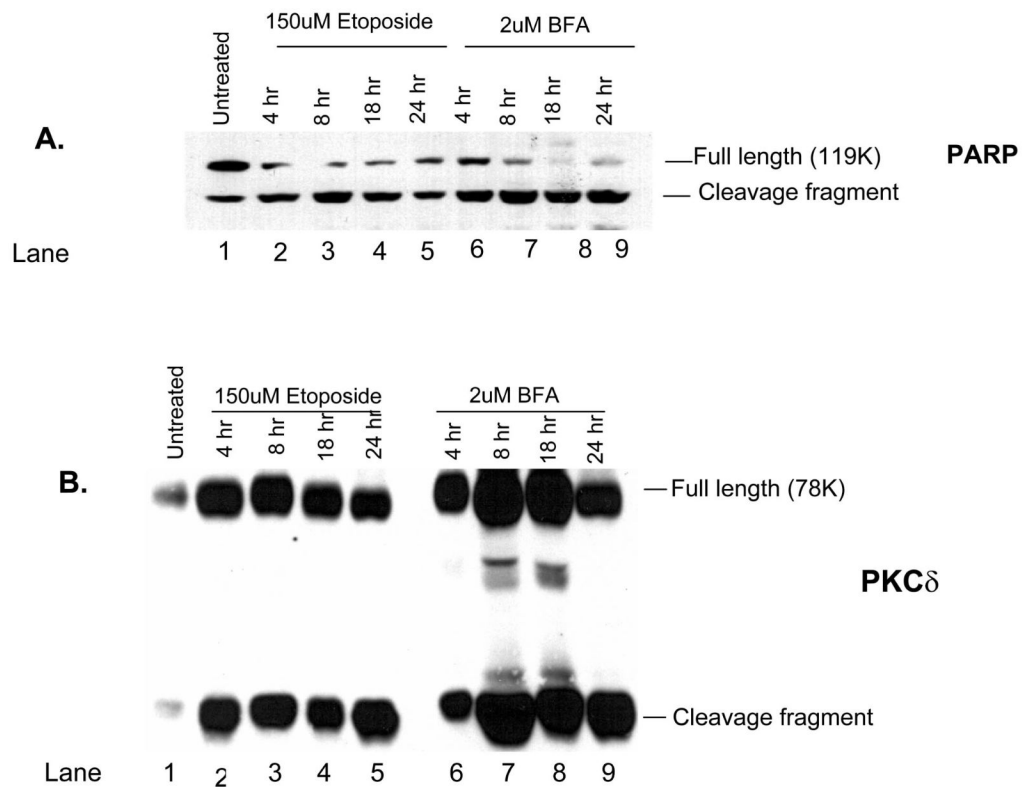 150uM Etoposide 2uM BFA
Untreated 4 hr 8 hr 18 hr 24 hr 4 hr 8 hr 18 hr 24 hr
A.
Full length (119K) PARP
Cleavage fragment
Lane 1 2 3 4 5 6 7 8 9
150uM Etoposide 2uM BFA
Untreated 4 hr 8 hr 18 hr 24 hr 4 hr 8 hr 18 hr 24 hr
B.
Full length (78K)
PKCδ
Cleavage fragment
Lane 1 2 3 4 5 6 7 8 9